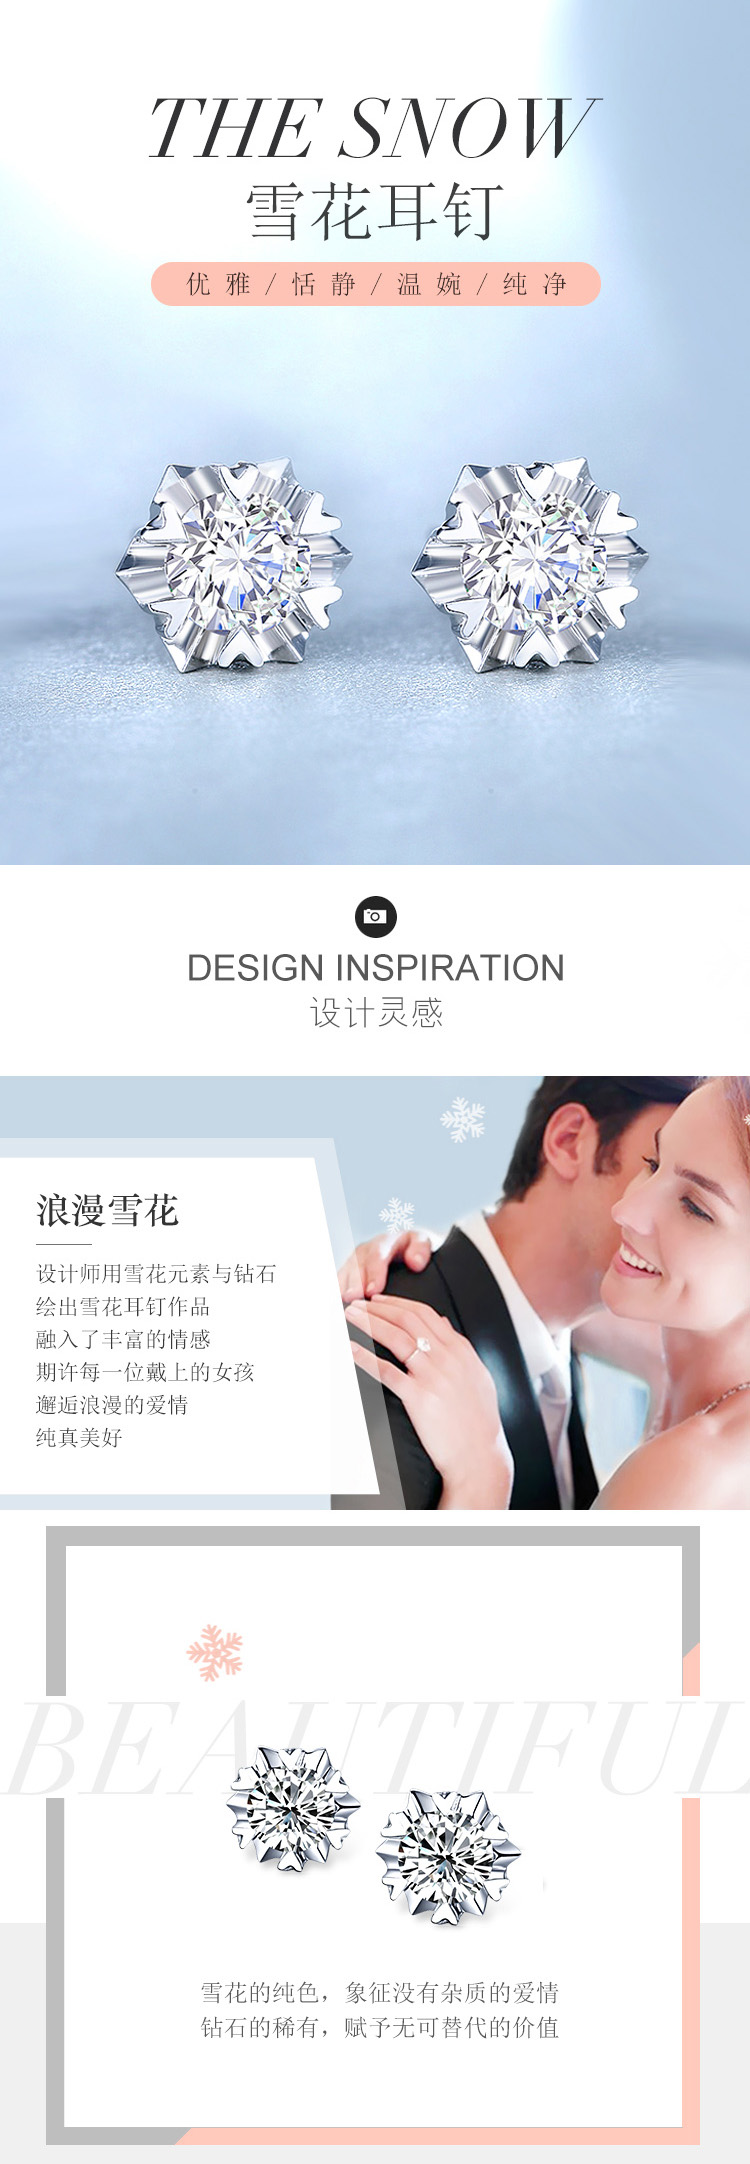 THE SNOW
雪花耳钉
优雅/恬静/温婉/纯净
DESIGN INSPIRATION
设计灵感
浪漫雪花
设计师用雪花元素与钻石
绘出雪花耳钉作品
融入了丰富的情感
期许每一位戴上的女孩
邂逅浪漫的爱情
纯真美好
BEAUTIFUL
雪花的纯色，象征没有杂质的爱情
钻石的稀有，赋予无可替代的价值